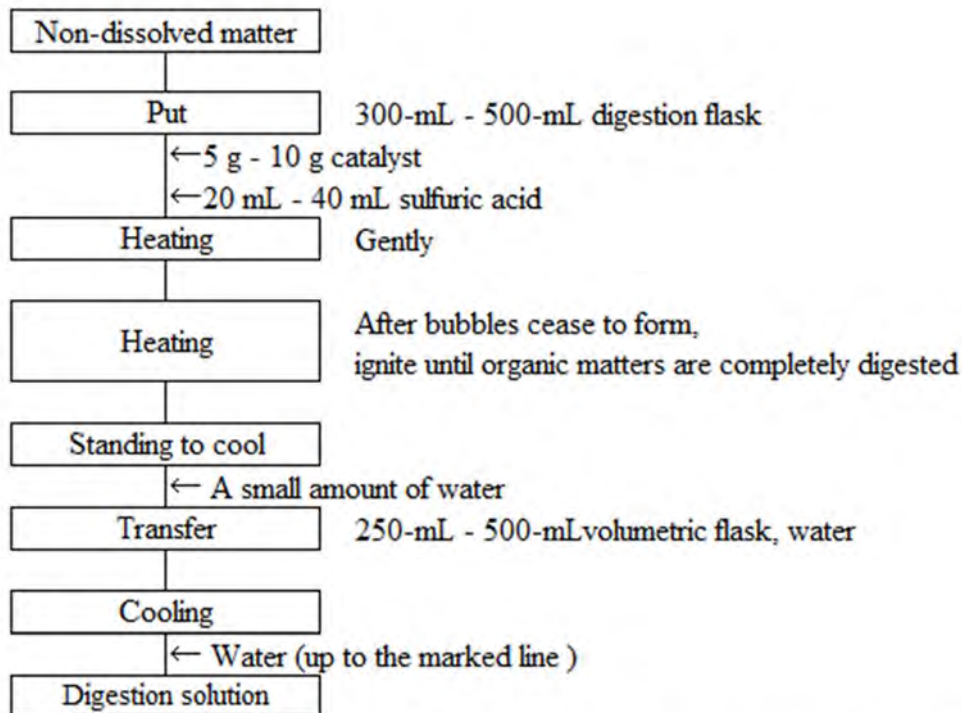 Non-dissolved matter
Put
300-mL - 500-mL digestion flask
←5 g - 10 g catalyst
←20 mL - 40 mL sulfuric acid
Heating
Gently
Heating
After bubbles cease to form,
ignite until organic matters are completely digested
Standing to cool
← A small amount of water
Transfer
250-mL - 500-mLvolumetric flask, water
Cooling
← Water (up to the marked line )
Digestion solution